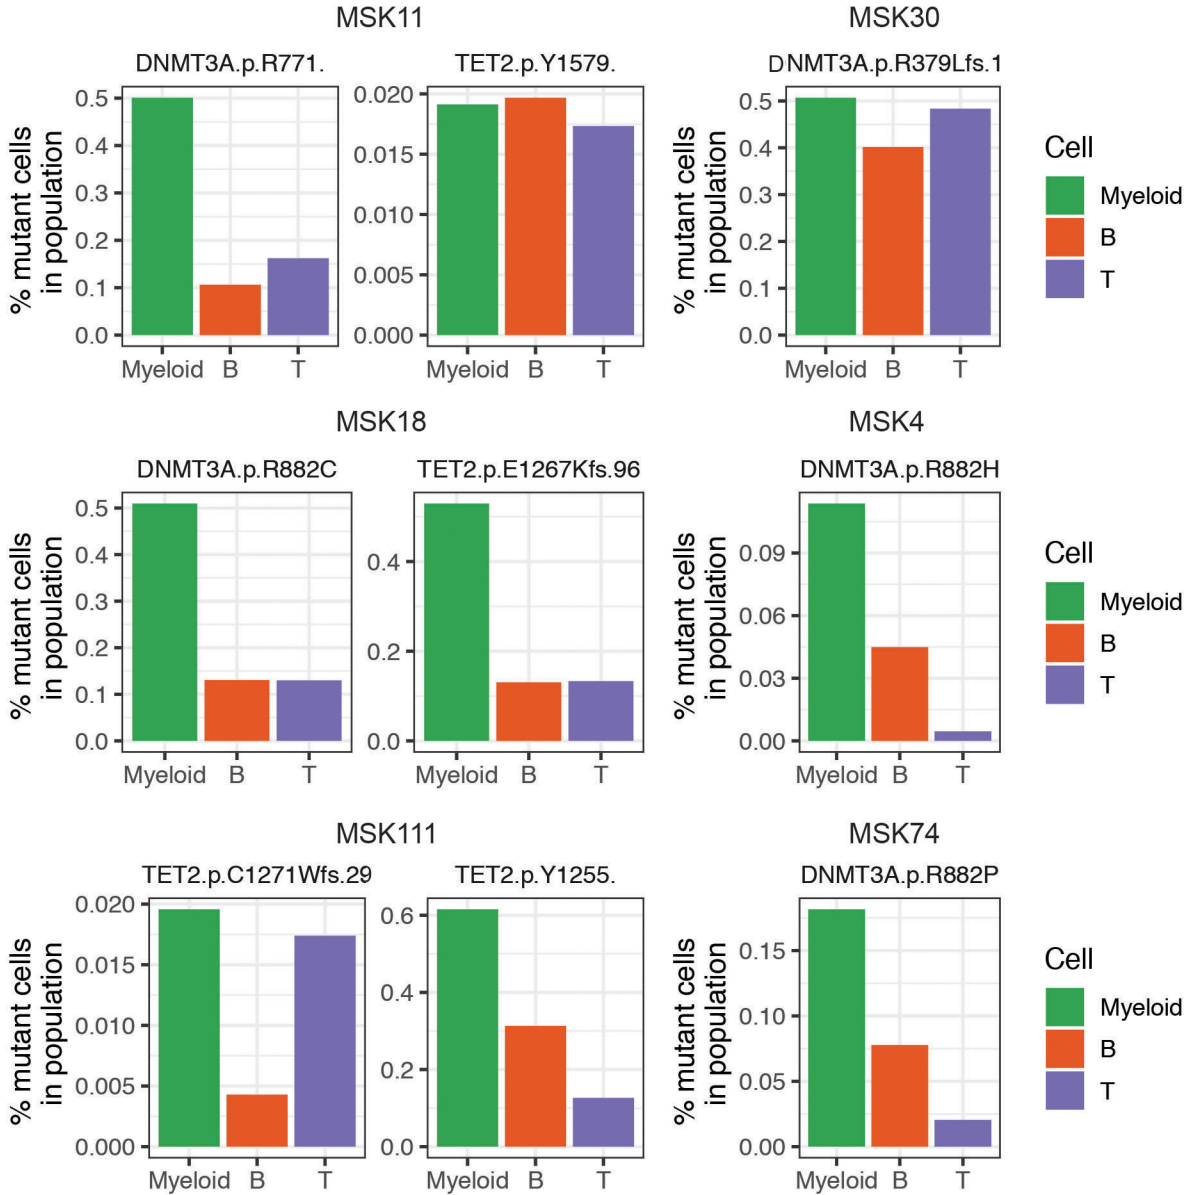 MSK11
MSK30
DNMT3A.p.R771.
TET2.p.Y1579.
DNMT3A.p.R379Lfs.1
% mutant cells
in population
0.5
0.4
0.3
0.2
0.1
0.0
Myeloid B T
0.020
0.015
0.010
0.005
0.000
Myeloid B T
% mutant cells
in population
0.5
0.4
0.3
0.2
0.1
0.0
Myeloid B T
Cell
Myeloid
B
T
MSK18
MSK4
DNMT3A.p.R882C
TET2.p.E1267Kfs.96
DNMT3A.p.R882H
% mutant cells
in population
0.5
0.4
0.3
0.2
0.1
0.0
Myeloid B T
0.4
0.2
0.0
Myeloid B T
% mutant cells
in population
0.09
0.06
0.03
0.00
Myeloid B T
Cell
Myeloid
B
T
MSK111
MSK74
TET2.p.C1271Wfs.29
TET2.p.Y1255.
DNMT3A.p.R882P
% mutant cells
in population
0.020
0.015
0.010
0.005
0.000
Myeloid B T
0.6
0.4
0.2
0.0
Myeloid B T
% mutant cells
in population
0.15
0.10
0.05
0.00
Myeloid B T
Cell
Myeloid
B
T